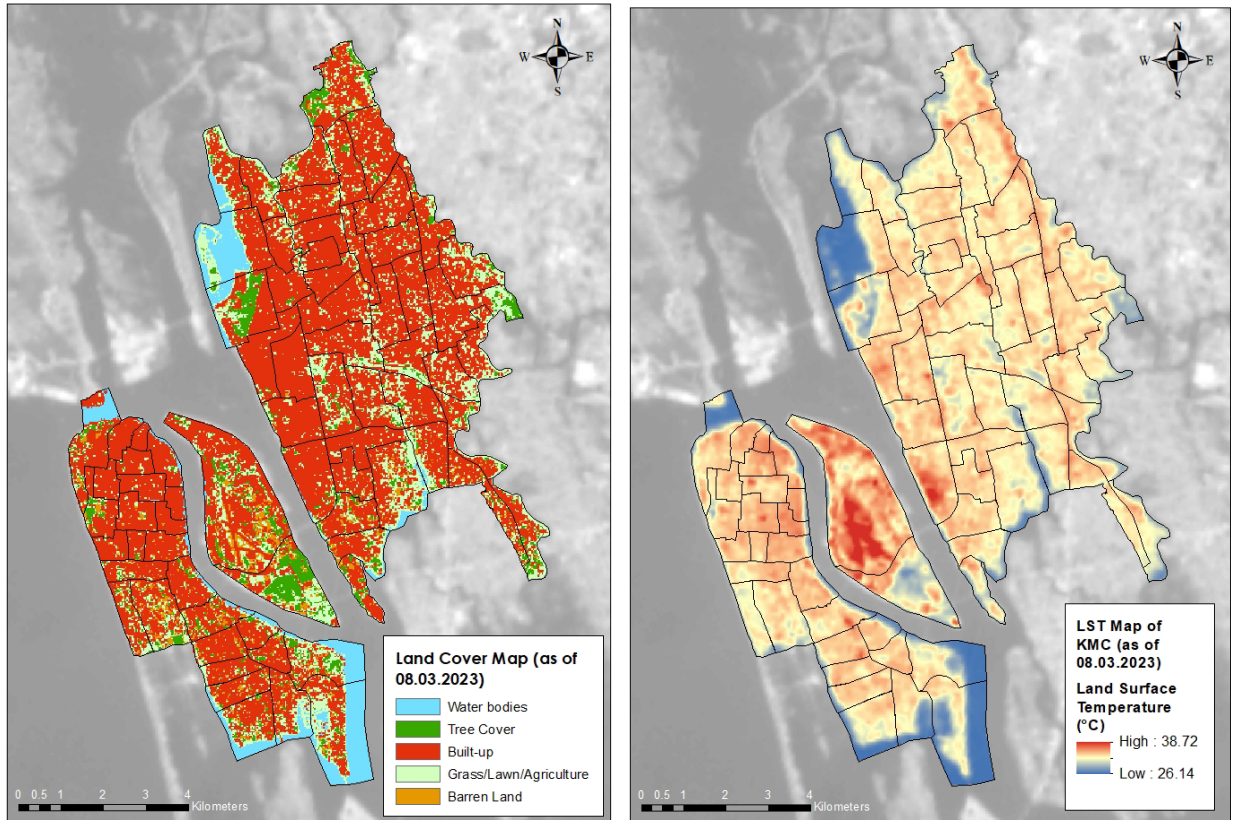 N
W E
S
Land Cover Map (as of
08.03.2023)
Water bodies
Tree Cover
Built-up
Grass/Lawn/Agriculture
Barren Land
0 0.5 1 2 3 4
Kilometers
N
W E
S
LST Map of
KMC (as of
08.03.2023)
Land Surface
Temperature
(°C)
High : 38.72
Low : 26.14
0 0.5 1 2 3 4
Kilometers